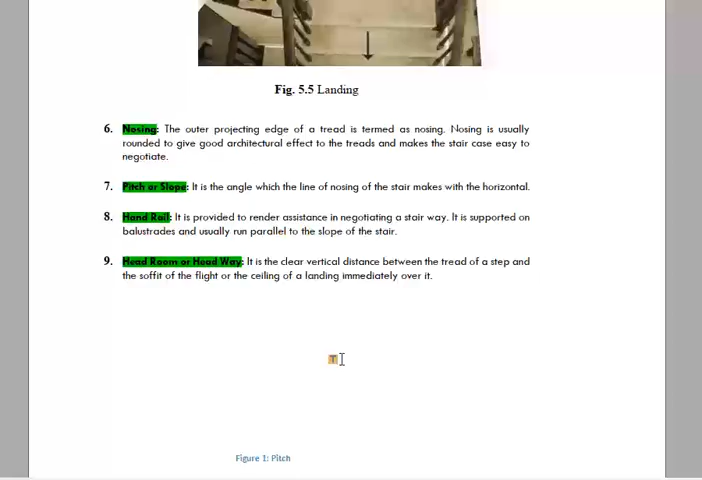 Fig. 5.5 Landing
6. Nosing: The outer projecting edge of a tread is termed as nosing. Nosing is usually
rounded to give good architectural effect to the treads and makes the stair case easy to
negotiate.
7. Pitch or Slope: It is the angle which the line of nosing of the stair makes with the horizontal.
8. Hand Rail: It is provided to render assistance in negotiating a stair way. It is supported on
balustrades and usually run parallel to the slope of the stair.
9. Head Room or Head Way: It is the clear vertical distance between the tread of a step and
the soffit of the flight or the ceiling of a landing immediately over it.
T
Figure 1: Pitch